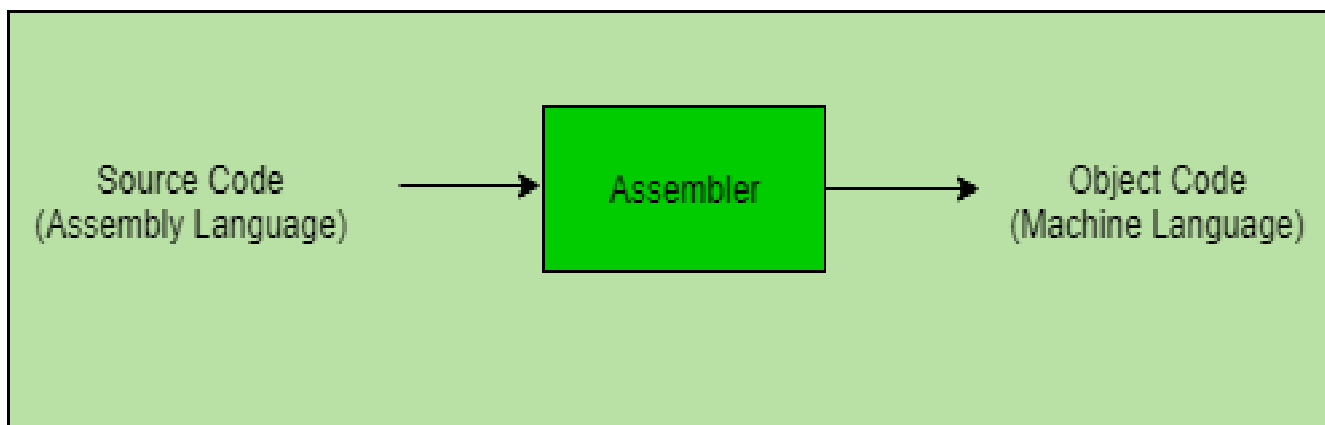 Source Code
(Assembly Language)
Assembler
Object Code
(Machine Language)